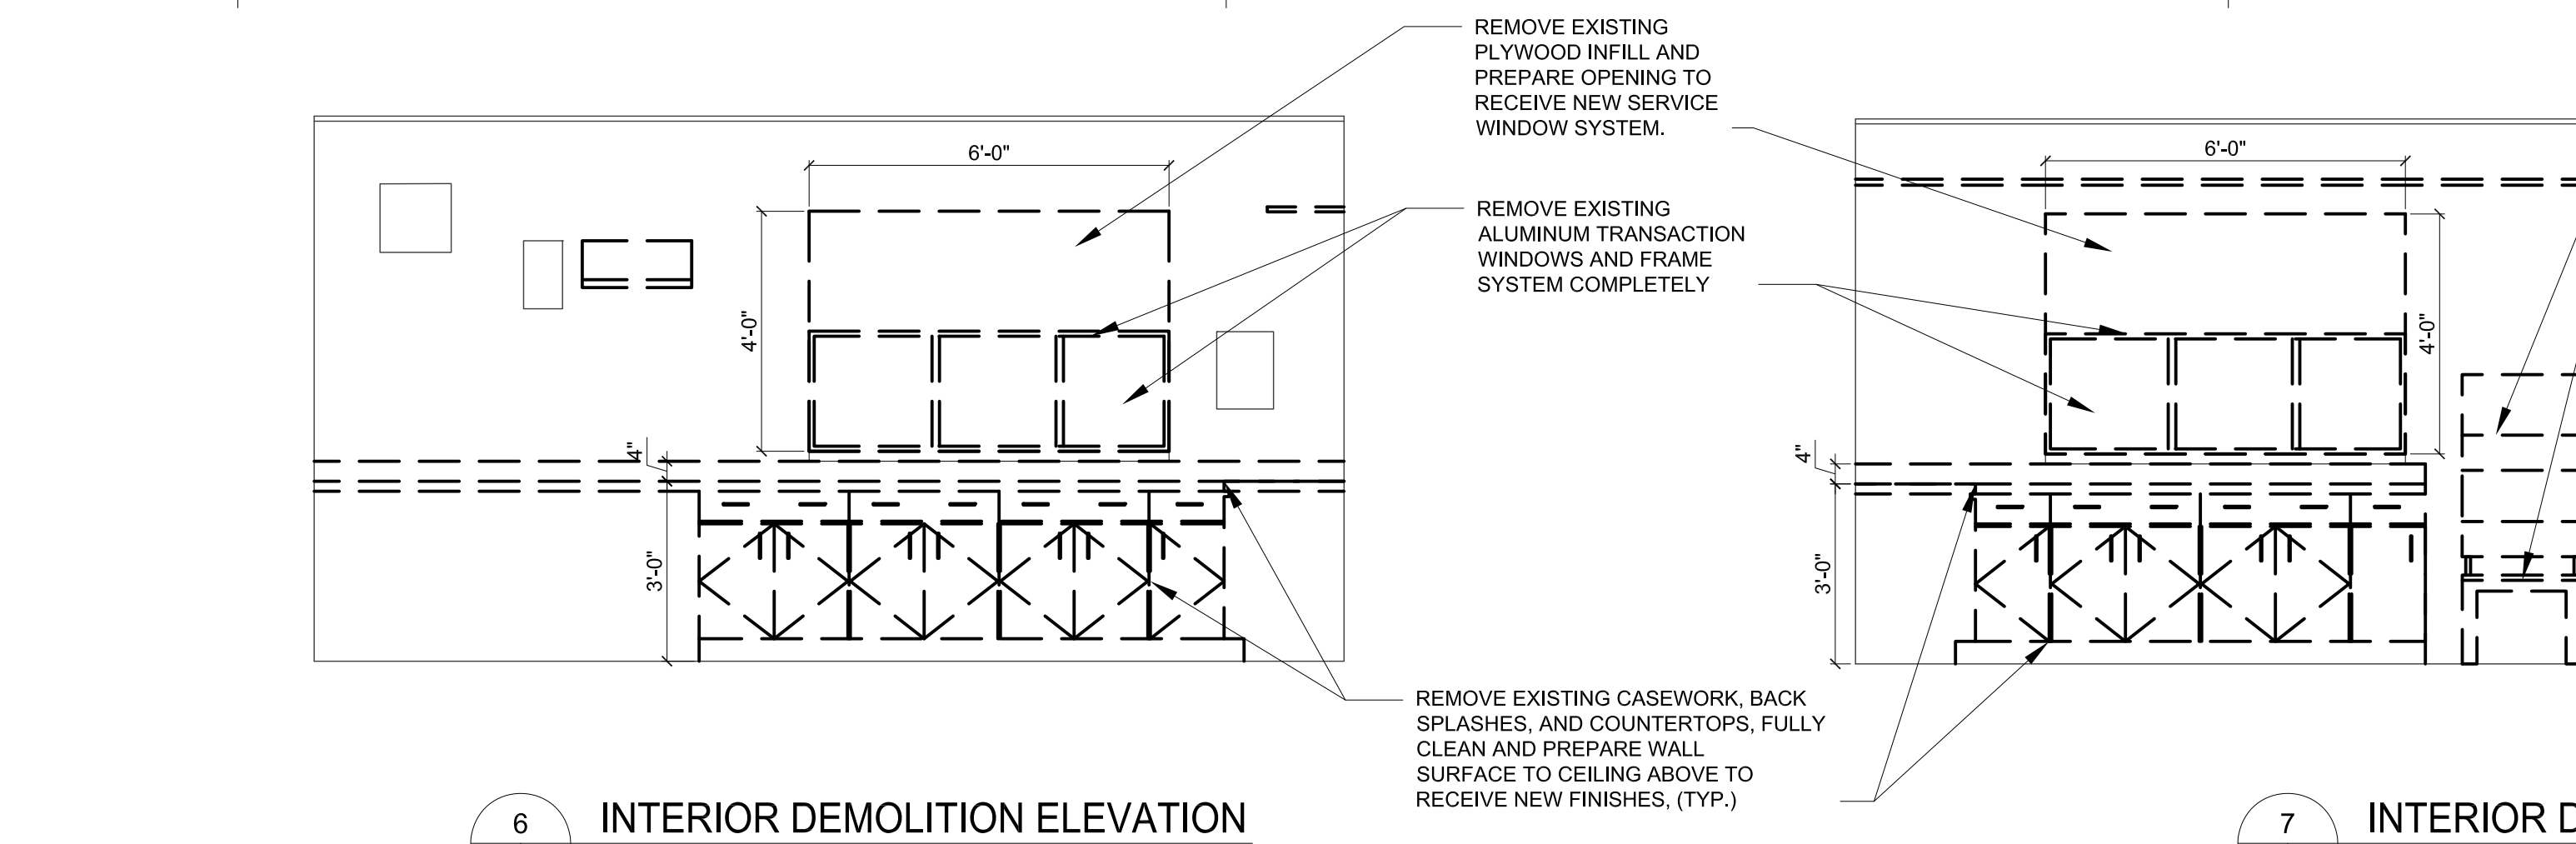 REMOVE EXISTING
PLYWOOD INFILL AND
PREPARE OPENING TO
RECEIVE NEW SERVICE
WINDOW SYSTEM.
6'-0"
6'-0"
REMOVE EXISTING
ALUMINUM TRANSACTION
WINDOWS AND FRAME
SYSTEM COMPLETELY
4'-0"
4'-0"
4"
4"
3'-0"
3'-0"
REMOVE EXISTING CASEWORK, BACK
SPLASHES, AND COUNTERTOPS, FULLY
CLEAN AND PREPARE WALL
SURFACE TO CEILING ABOVE TO
RECEIVE NEW FINISHES, (TYP.)
6 INTERIOR DEMOLITION ELEVATION
7 INTERIOR D